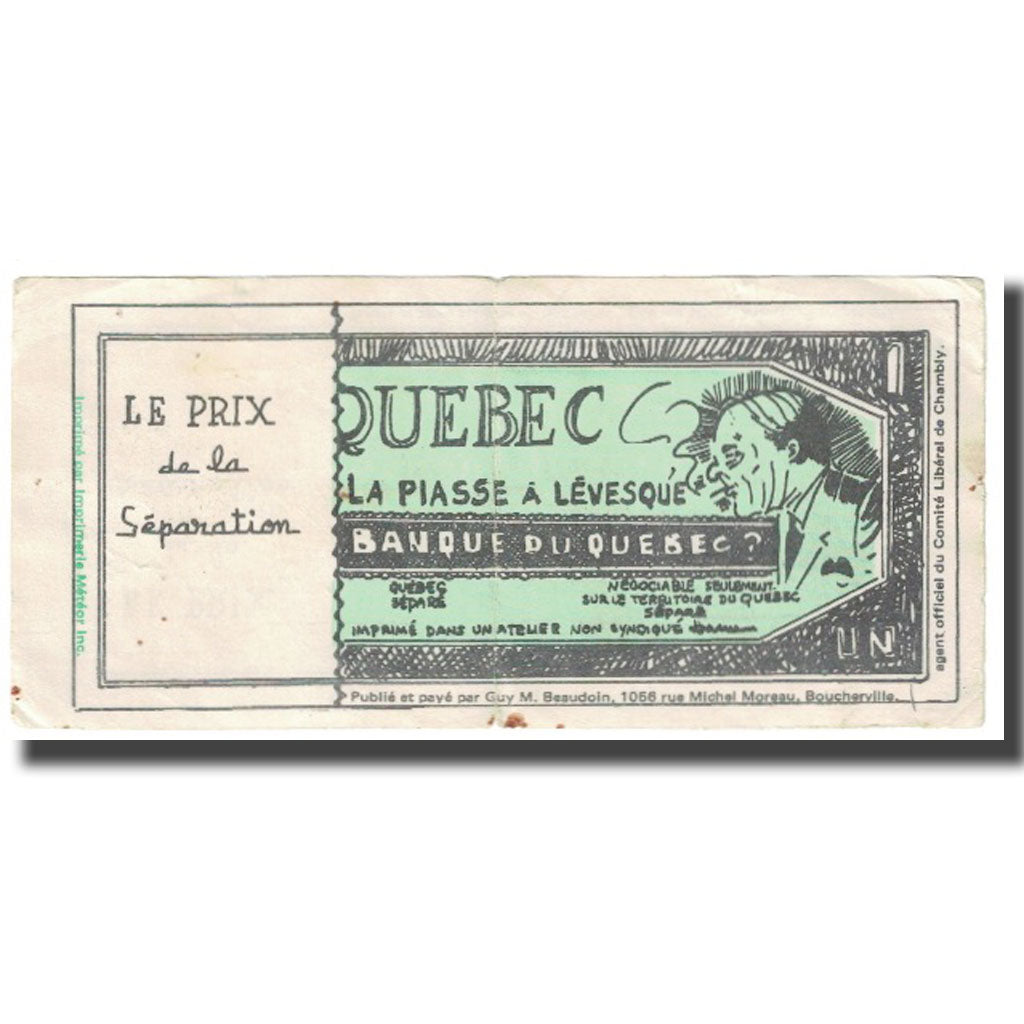 LE PRIX
de la
Séparation
QUEBEC
LA PIASSE À LÉVESQUE
BANQUE DU QUEBEC?
QUÉBEC
SÉPARÉ
NÉGOCIABLE SEULEMENT
SUR LE TERRITOIRE DU QUEBEC
SÉPARÉ
IMPRIMÉ DANS UN ATELIER NON SYNDIQUÉ
1
UN
Publié et payé par Guy M. Beaudoin, 1056 rue Michel Moreau, Boucherville.
agent officiel du Comité Libéral de Chambly.
Imprimé par Imprimerie Météor Inc.